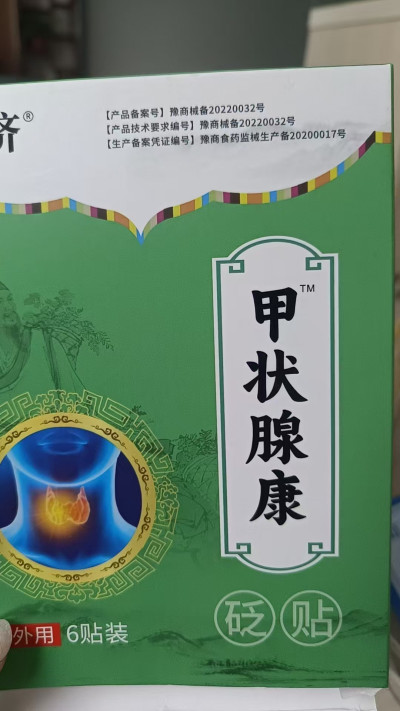 济®
【产品备案号】豫商械备20220032号
【产品技术要求编号】豫商械备20220032号
【生产备案凭证编号】豫商食药监械生产备20200017号
甲状腺康™
外用 6贴装
砭贴